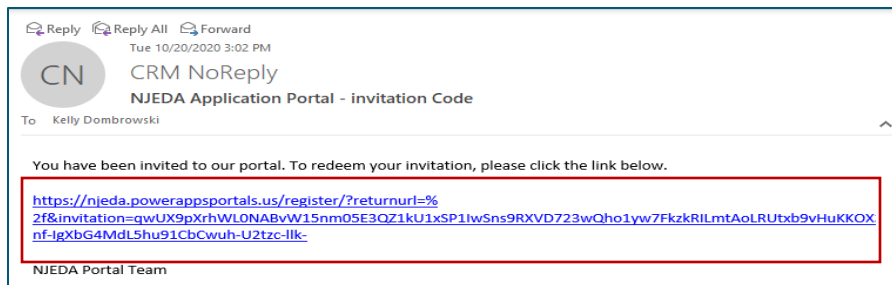 Reply Reply All Forward
Tue 10/20/2020 3:02 PM
CN
CRM NoReply
NJEDA Application Portal - invitation Code
To Kelly Dombrowski
You have been invited to our portal. To redeem your invitation, please click the link below.
https://njeda.powerappsportals.us/register/?returnurl=%
2f&invitation=qwUX9pXrhWL0NABvW15nm05E3QZ1kU1xSP1IwSns9RXVD723wQho1yw7FkzkRILmtAoLRUtxb9vHuKKOX
nf-IgXbG4MdL5hu91CbCwuh-U2tzc-llk-
NJEDA Portal Team